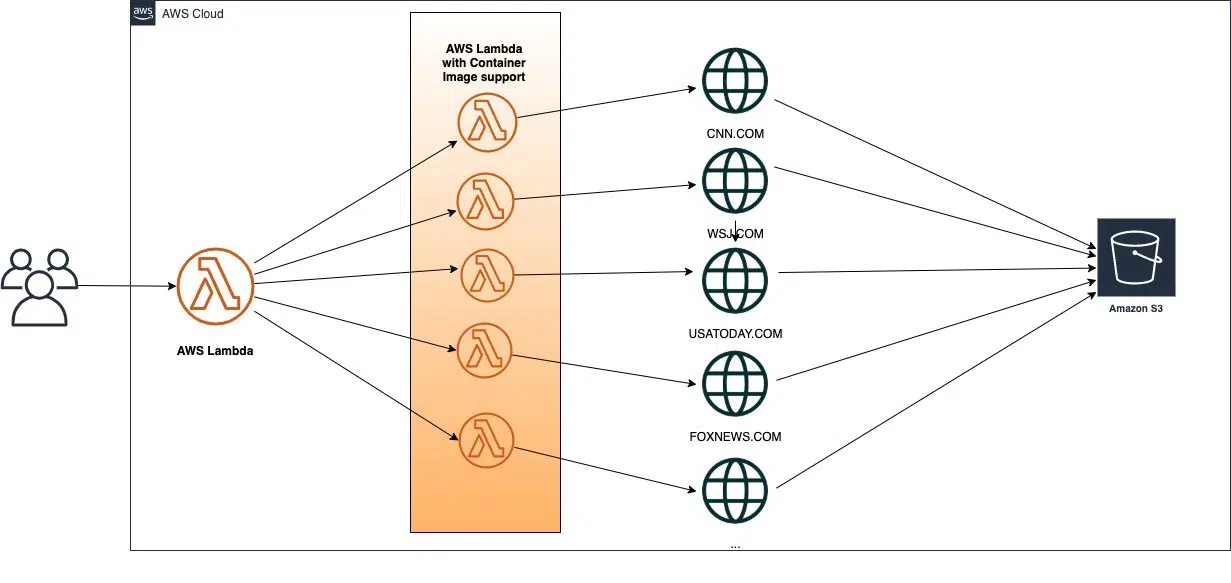 aws
AWS Cloud
AWS Lambda
with Container
Image support
CNN.COM
WSJ.COM
USATODAY.COM
FOXNEWS.COM
...
AWS Lambda
Amazon S3